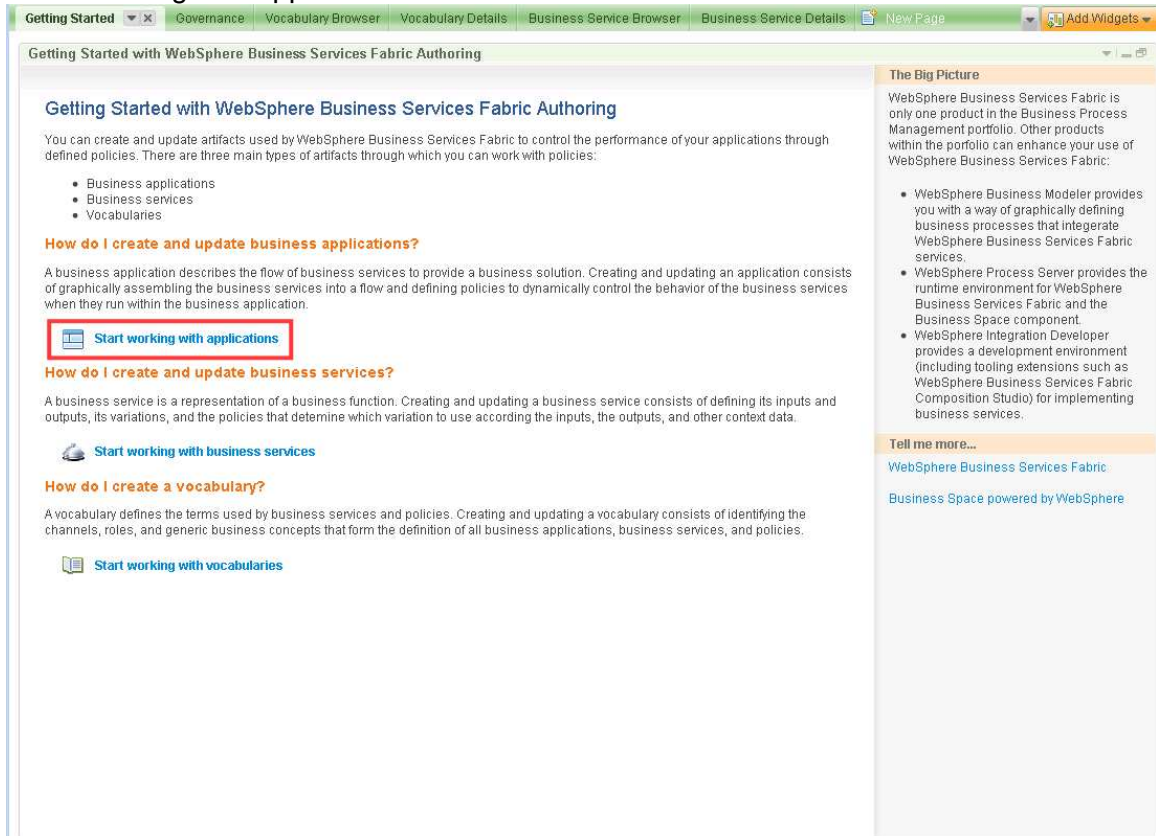 Getting Started Governance Vocabulary Browser Vocabulary Details Business Service Browser Business Service Details New Page Add Widgets
Getting Started with WebSphere Business Services Fabric Authoring
Getting Started with WebSphere Business Services Fabric Authoring
You can create and update artifacts used by WebSphere Business Services Fabric to control the performance of your applications through
defined policies. There are three main types of artifacts through which you can work with policies:
• Business applications
• Business services
• Vocabularies
How do I create and update business applications?
A business application describes the flow of business services to provide a business solution. Creating and updating an application consists
of graphically assembling the business services into a flow and defining policies to dynamically control the behavior of the business services
when they run within the business application.
Start working with applications
How do I create and update business services?
A business service is a representation of a business function. Creating and updating a business service consists of defining its inputs and
outputs, its variations, and the policies that detemine which variation to use according the inputs, the outputs, and other context data.
Start working with business services
How do I create a vocabulary?
A vocabulary defines the terms used by business services and policies. Creating and updating a vocabulary consists of identifying the
channels, roles, and generic business concepts that form the definition of all business applications, business services, and policies.
Start working with vocabularies
The Big Picture
WebSphere Business Services Fabric is
only one product in the Business Process
Management portfolio. Other products
within the porfolio can enhance your use of
WebSphere Business Services Fabric:
• WebSphere Business Modeler provides
you with a way of graphically defining
business processes that integerate
WebSphere Business Services Fabric
services.
• WebSphere Process Server provides the
runtime environment for WebSphere
Business Services Fabric and the
Business Space component.
• WebSphere Integration Developer
provides a development environment
(including tooling extensions such as
WebSphere Business Services Fabric
Composition Studio) for implementing
business services.
Tell me more...
WebSphere Business Services Fabric
Business Space powered by WebSphere